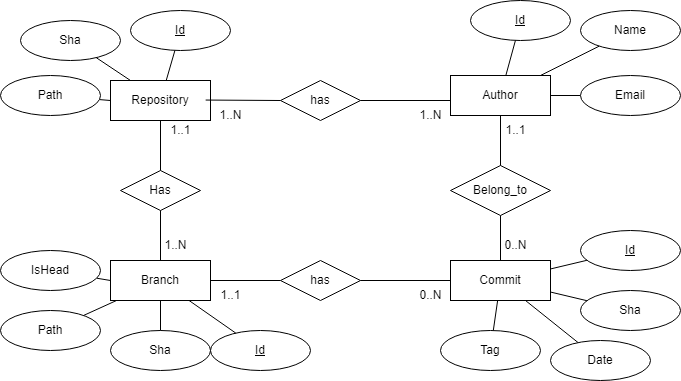 Id
Id
Name
Sha
Path
Repository
has
Author
Email
1..N
1..N
1..1
1..1
Has
Belong_to
1..N
0..N
Id
IsHead
Branch
has
Commit
1..1
0..N
Sha
Path
Sha
Id
Tag
Date